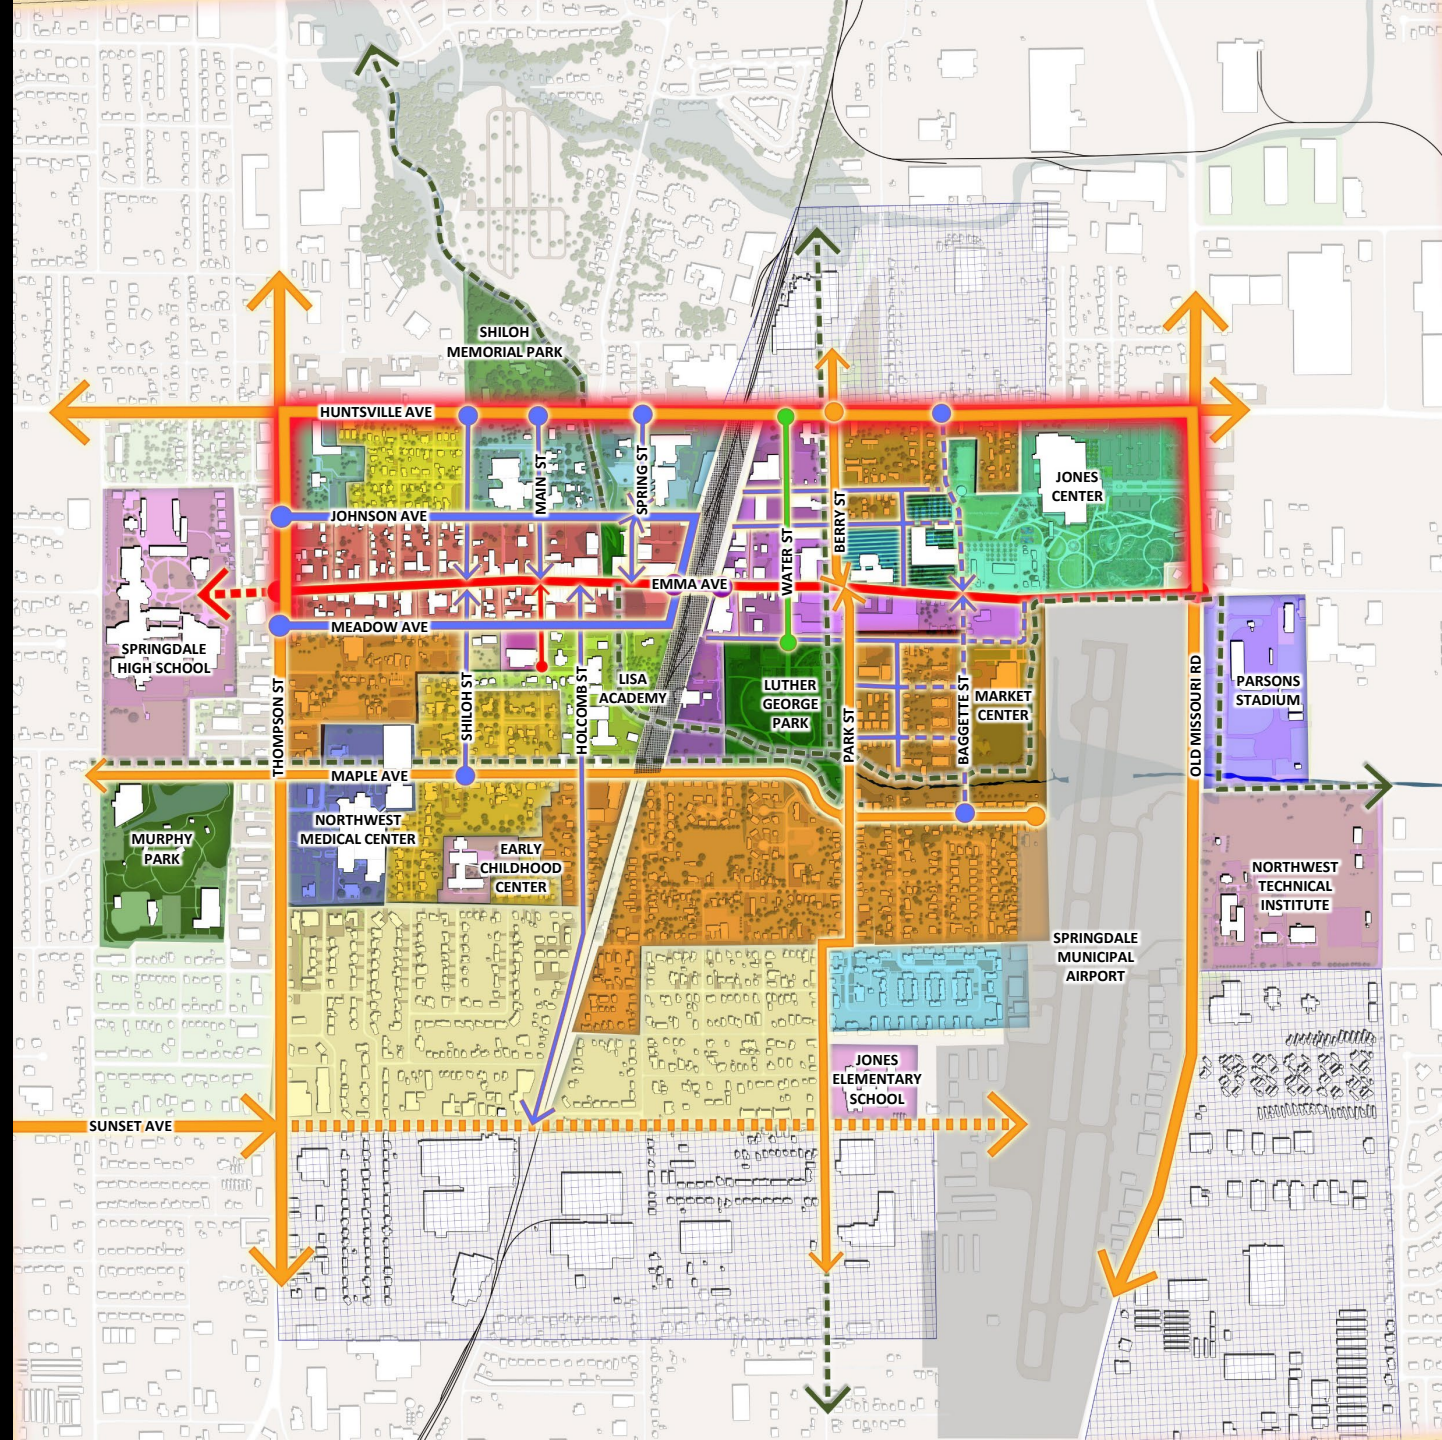 SHILOH
MEMORIAL PARK
HUNTSVILLE AVE
MAIN ST
SPRING ST
JONES
CENTER
JOHNSON AVE
BERRY ST
WATER ST
EMMA AVE
MEADOW AVE
SPRINGDALE
HIGH SCHOOL
THOMPSON ST
SHILOH ST
HOLCOMB ST
LISA
ACADEMY
LUTHER
GEORGE
PARK
PARK ST
BAGGETTE ST
MARKET
CENTER
OLD MISSOURI RD
PARSONS
STADIUM
MAPLE AVE
MURPHY
PARK
NORTHWEST
MEDICAL CENTER
EARLY
CHILDHOOD
CENTER
NORTHWEST
TECHNICAL
INSTITUTE
SPRINGDALE
MUNICIPAL
AIRPORT
JONES
ELEMENTARY
SCHOOL
SUNSET AVE